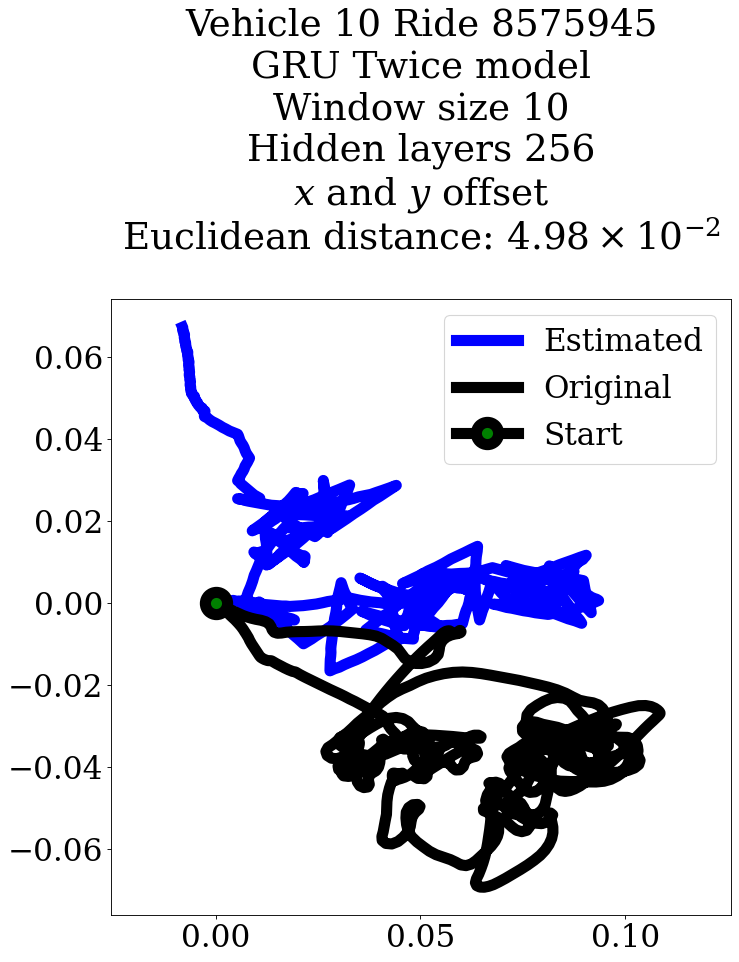 Vehicle 10 Ride 8575945
GRU Twice model
Window size 10
Hidden layers 256
x and y offset
Euclidean distance: 4.98 × 10⁻²
Estimated
Original
Start
0.06
0.04
0.02
0.00
−0.02
−0.04
−0.06
0.00 0.05 0.10